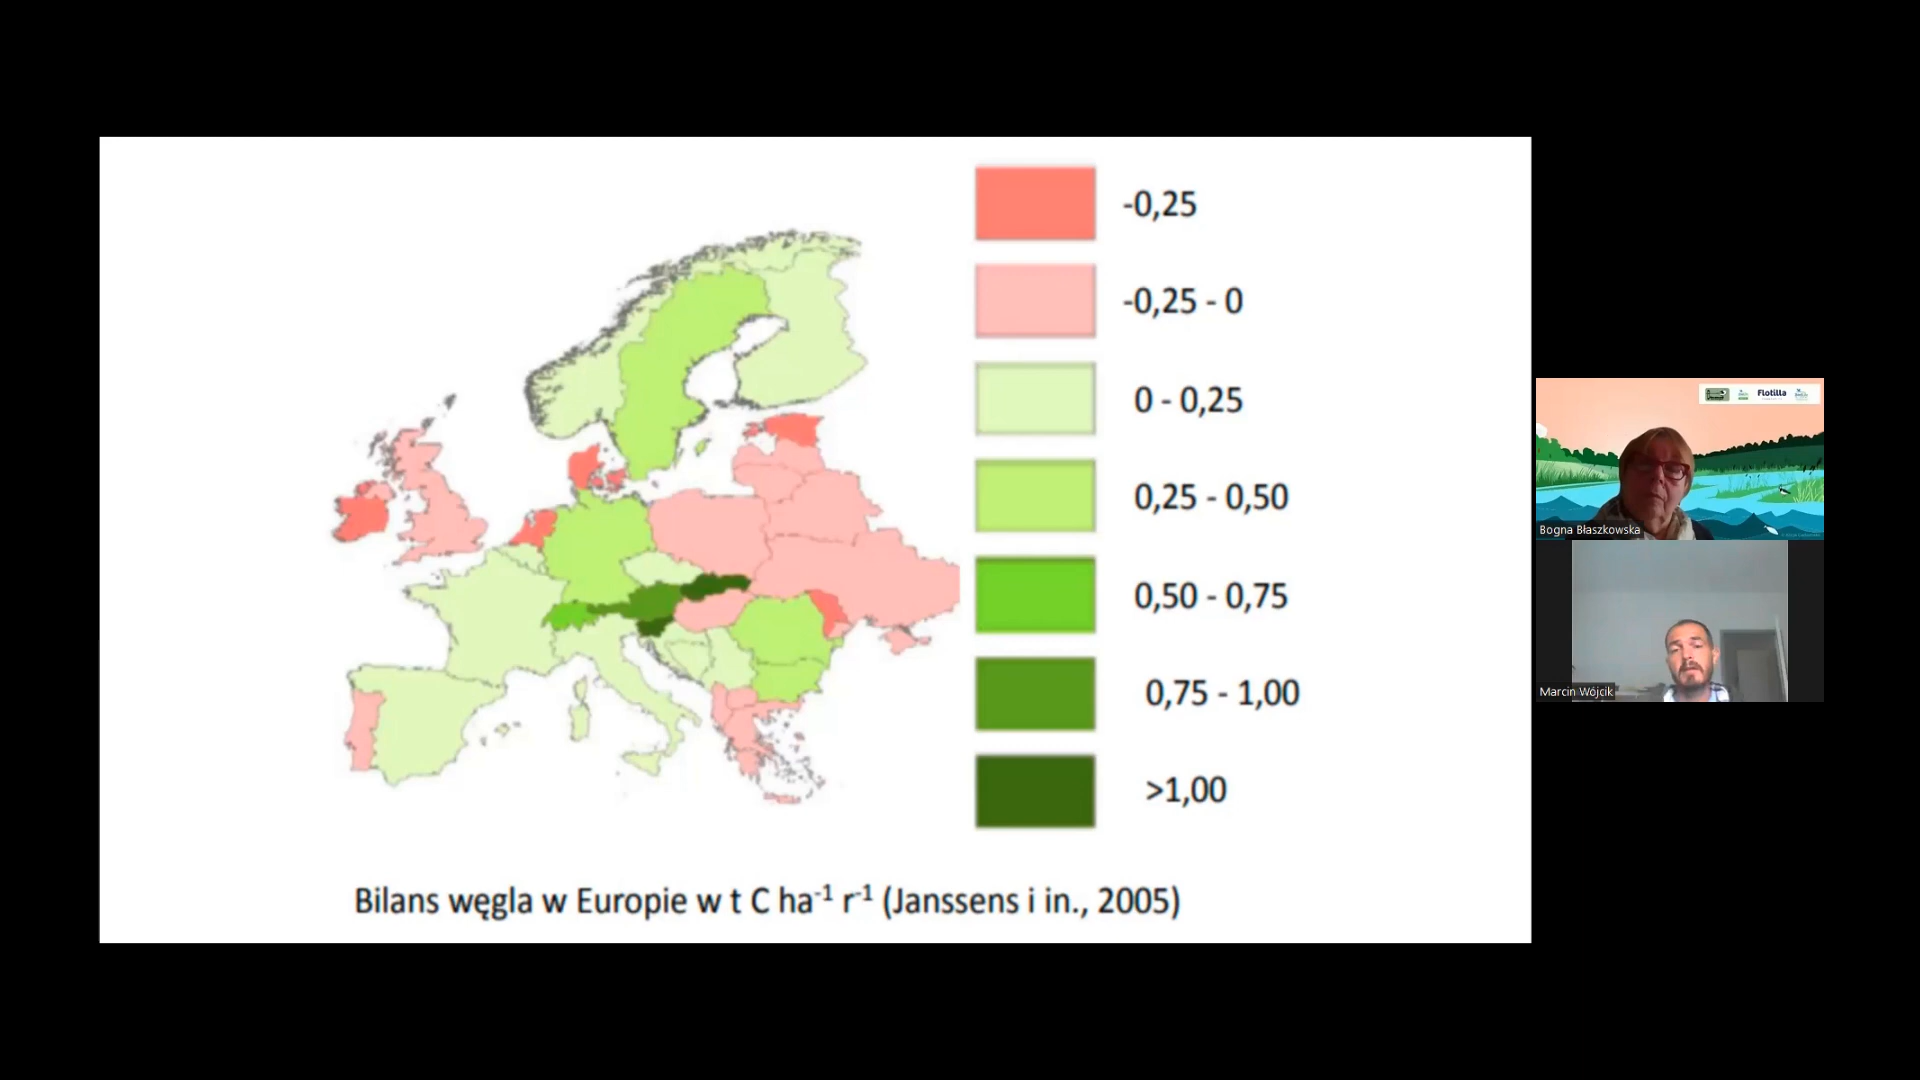 -0,25
-0,25 - 0
0 - 0,25
0,25 - 0,50
0,50 - 0,75
0,75 - 1,00
>1,00
Bilans węgla w Europie w t C ha⁻¹ r⁻¹ (Janssens i in., 2005)
Flotilla
Bogna Błaszkowska
Marcin Wójcik